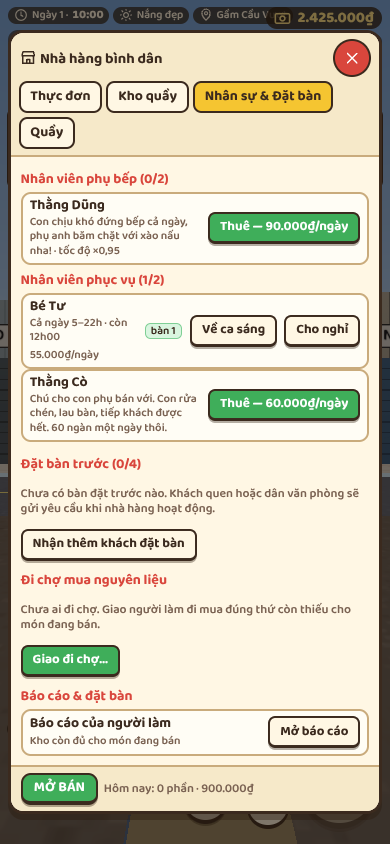 Ngày 1 · 10:00
Nắng đẹp
Gầm Cầu
2.425.000₫
Nhà hàng bình dân
Thực đơn
Kho quầy
Nhân sự & Đặt bàn
Quầy
Nhân viên phụ bếp (0/2)
Thằng Dũng
Con chịu khó đứng bếp cả ngày,
phụ anh băm chặt với xào nấu
nha! · tốc độ ×0,95
Thuê — 90.000₫/ngày
Nhân viên phục vụ (1/2)
Bé Tư
Cả ngày 5–22h · còn
12h00
55.000₫/ngày
bàn 1
Về ca sáng
Cho nghỉ
Thằng Cò
Chú cho con phụ bán với. Con rửa
chén, lau bàn, tiếp khách được
hết. 60 ngàn một ngày thôi.
Thuê — 60.000₫/ngày
Đặt bàn trước (0/4)
Chưa có bàn đặt trước nào. Khách quen hoặc dân văn phòng sẽ
gửi yêu cầu khi nhà hàng hoạt động.
Nhận thêm khách đặt bàn
Đi chợ mua nguyên liệu
Chưa ai đi chợ. Giao người làm đi mua đúng thứ còn thiếu cho
món đang bán.
Giao đi chợ...
Báo cáo & đặt bàn
Báo cáo của người làm
Kho còn đủ cho món đang bán
Mở báo cáo
MỞ BÁN
Hôm nay: 0 phần · 900.000₫